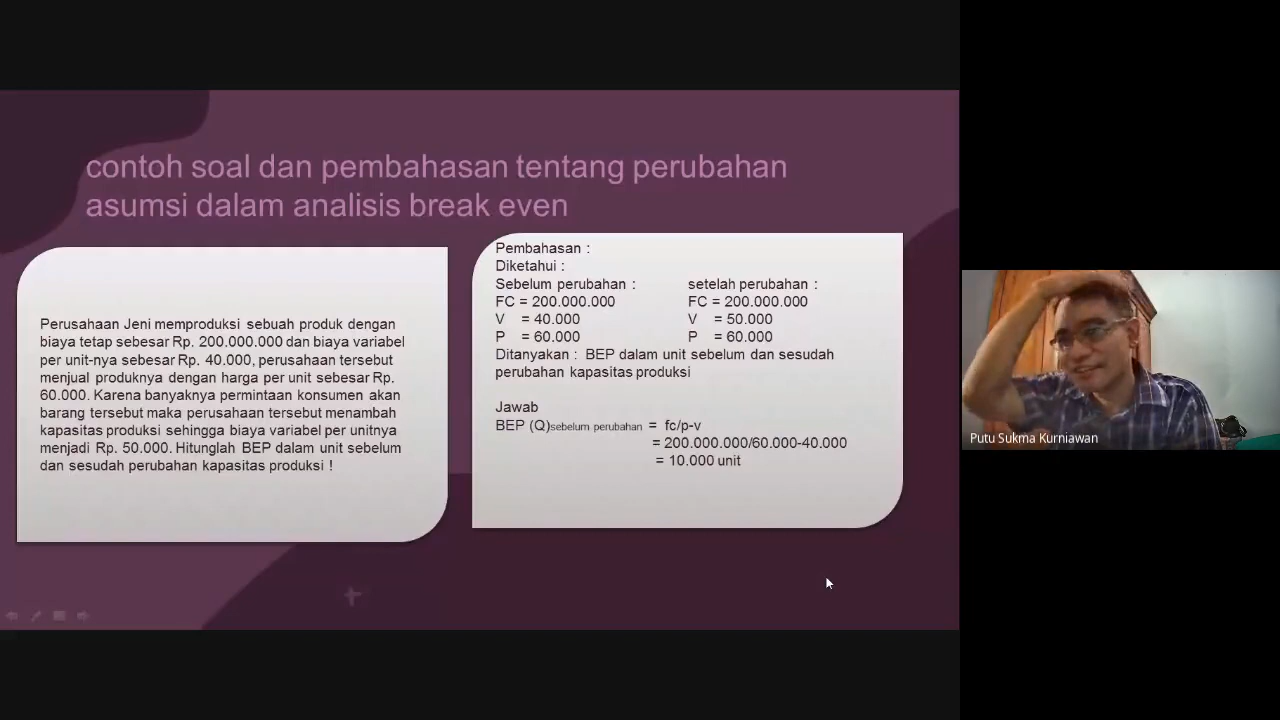 contoh soal dan pembahasan tentang perubahan
asumsi dalam analisis break even
Perusahaan Jeni memproduksi sebuah produk dengan
biaya tetap sebesar Rp. 200.000.000 dan biaya variabel
per unit-nya sebesar Rp. 40.000, perusahaan tersebut
menjual produknya dengan harga per unit sebesar Rp.
60.000. Karena banyaknya permintaan konsumen akan
barang tersebut maka perusahaan tersebut menambah
kapasitas produksi sehingga biaya variabel per unitnya
menjadi Rp. 50.000. Hitunglah BEP dalam unit sebelum
dan sesudah perubahan kapasitas produksi !
Pembahasan :
Diketahui :
Sebelum perubahan : setelah perubahan :
FC = 200.000.000 FC = 200.000.000
V = 40.000 V = 50.000
P = 60.000 P = 60.000
Ditanyakan : BEP dalam unit sebelum dan sesudah
perubahan kapasitas produksi
Jawab
BEP (Q)sebelum perubahan = fc/p-v
= 200.000.000/60.000-40.000
= 10.000 unit
Putu Sukma Kurniawan